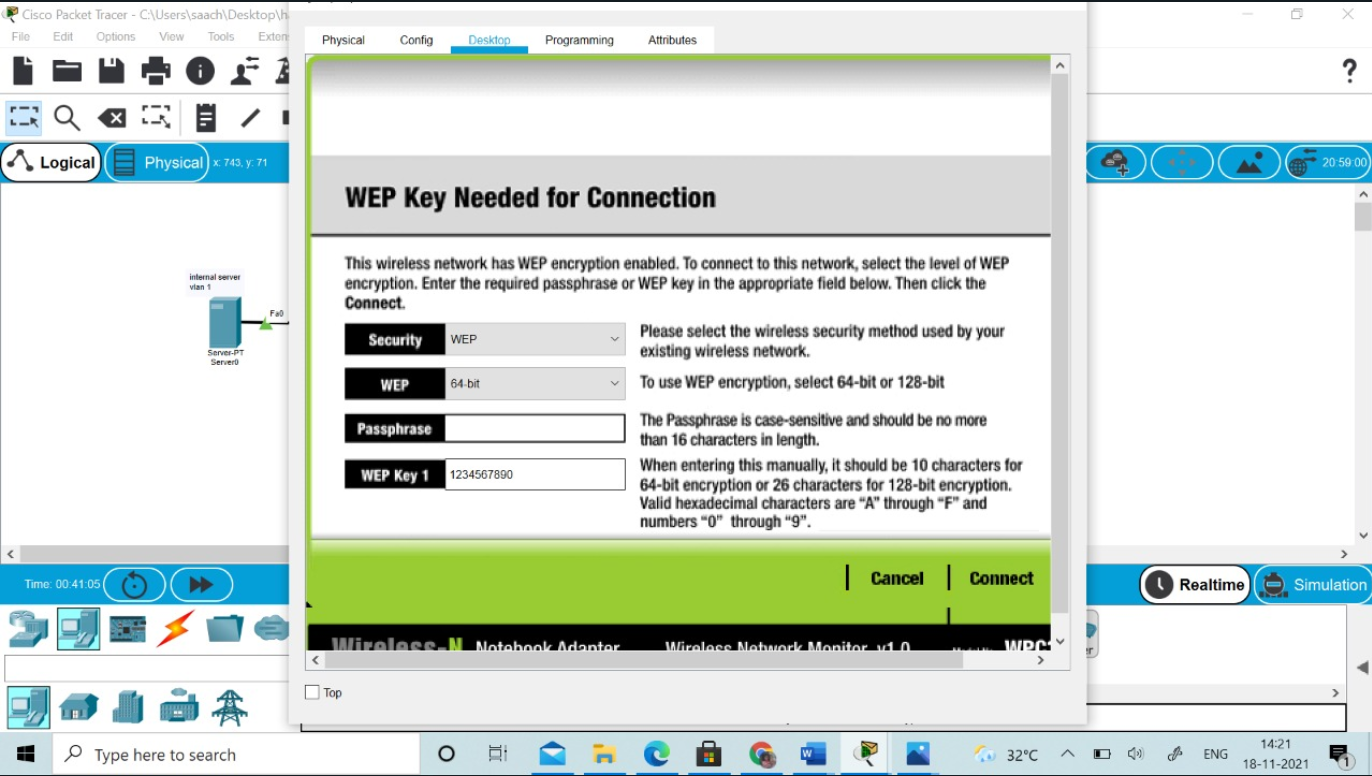 Cisco Packet Tracer - C:\Users\saach\Desktop\h
File Edit Options View Tools Exten
Physical Config Desktop Programming Attributes
?
Logical Physical x: 743, y: 71
20:59:00
WEP Key Needed for Connection
This wireless network has WEP encryption enabled. To connect to this network, select the level of WEP
encryption. Enter the required passphrase or WEP key in the appropriate field below. Then click the
Connect.
internal server
vlan 1
Fa0
Server-PT
Server0
Security WEP
Please select the wireless security method used by your
existing wireless network.
WEP 64-bit
To use WEP encryption, select 64-bit or 128-bit
Passphrase
The Passphrase is case-sensitive and should be no more
than 16 characters in length.
WEP Key 1 1234567890
When entering this manually, it should be 10 characters for
64-bit encryption or 26 characters for 128-bit encryption.
Valid hexadecimal characters are “A” through “F” and
numbers “0” through “9”.
Cancel Connect
Time: 00:41:05
Realtime Simulation
Wireless-N Notebook Adapter Wireless Network Monitor v1.0
Top
Type here to search
32°C
ENG
14:21
18-11-2021
1